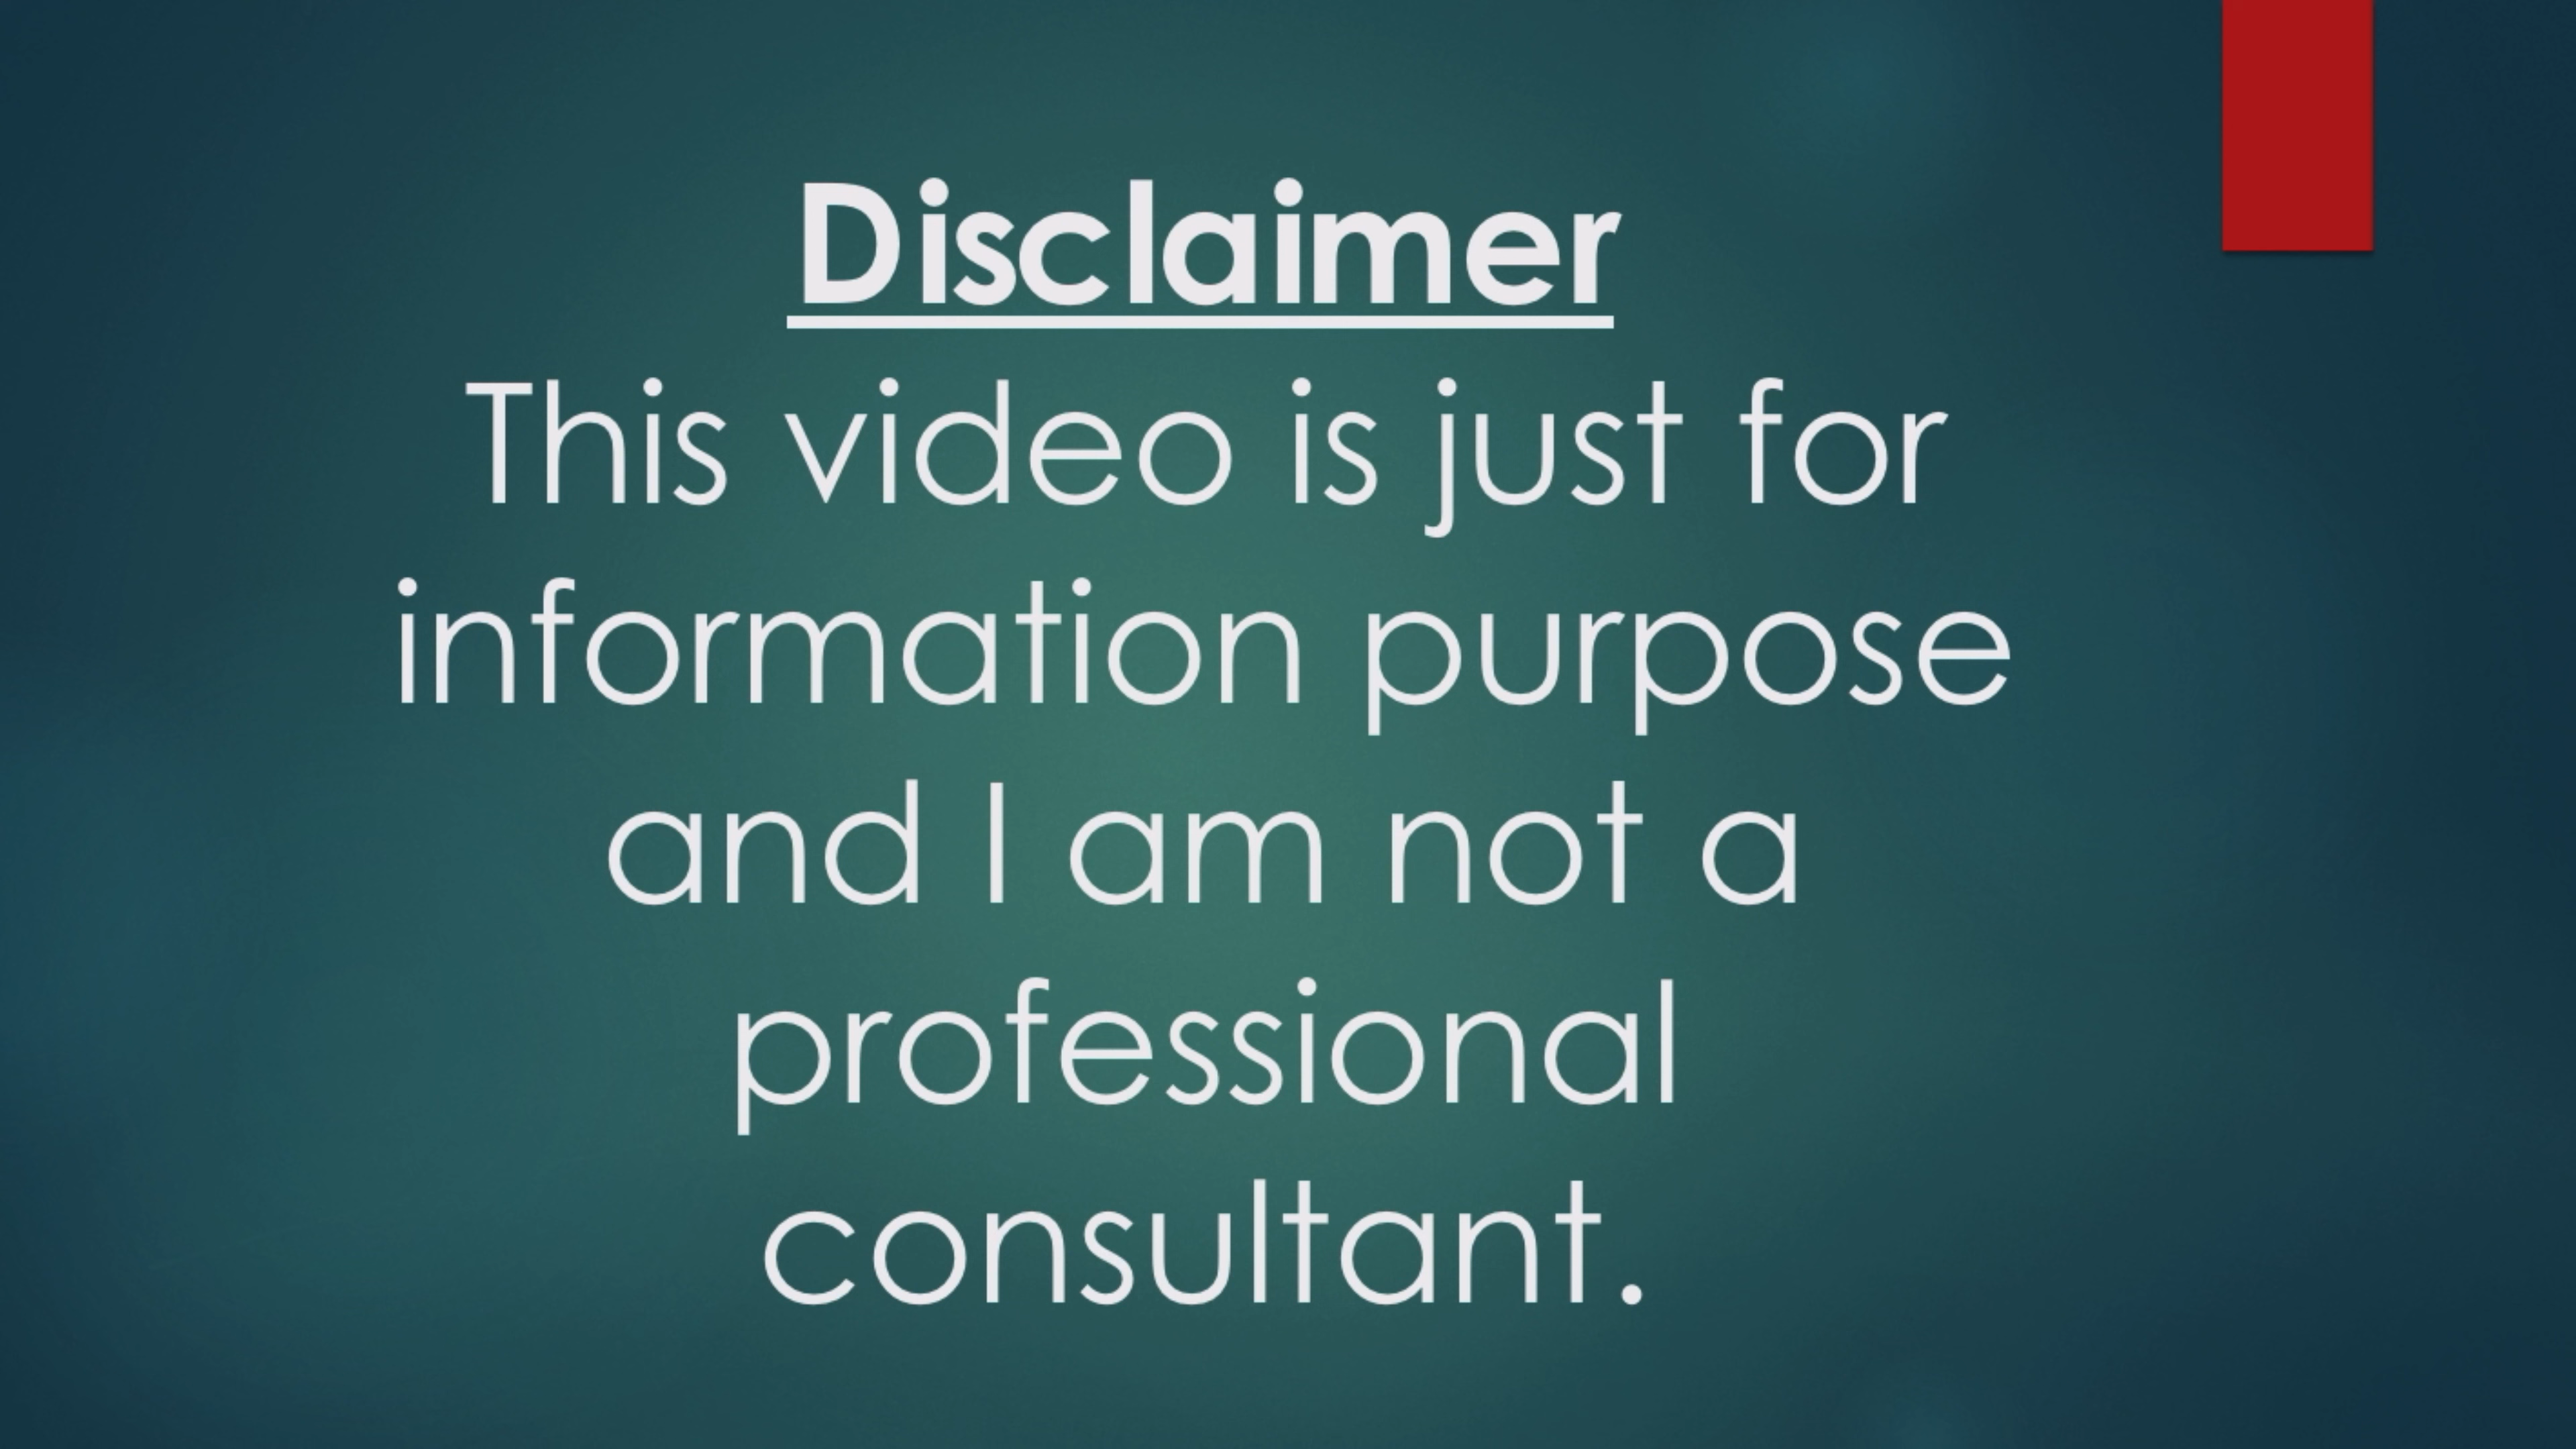 Disclaimer
This video is just for
information purpose
and I am not a
professional
consultant.